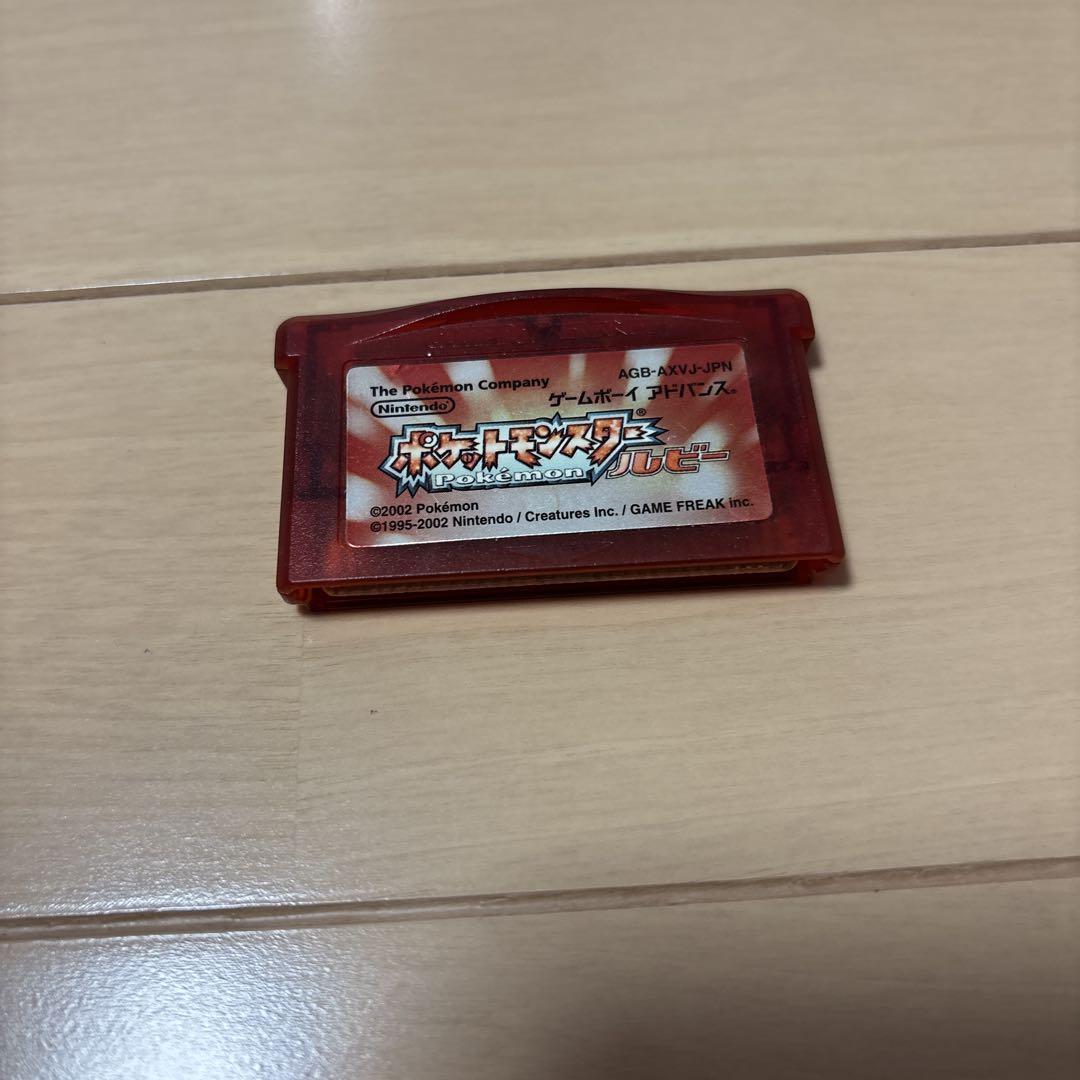 The Pokémon Company
AGB-AXVJ-JPN
Nintendo
ゲームボーイ アドバンス®
ポケットモンスター®
Pokémon
ルビー
©2002 Pokémon
©1995-2002 Nintendo / Creatures Inc. / GAME FREAK inc.